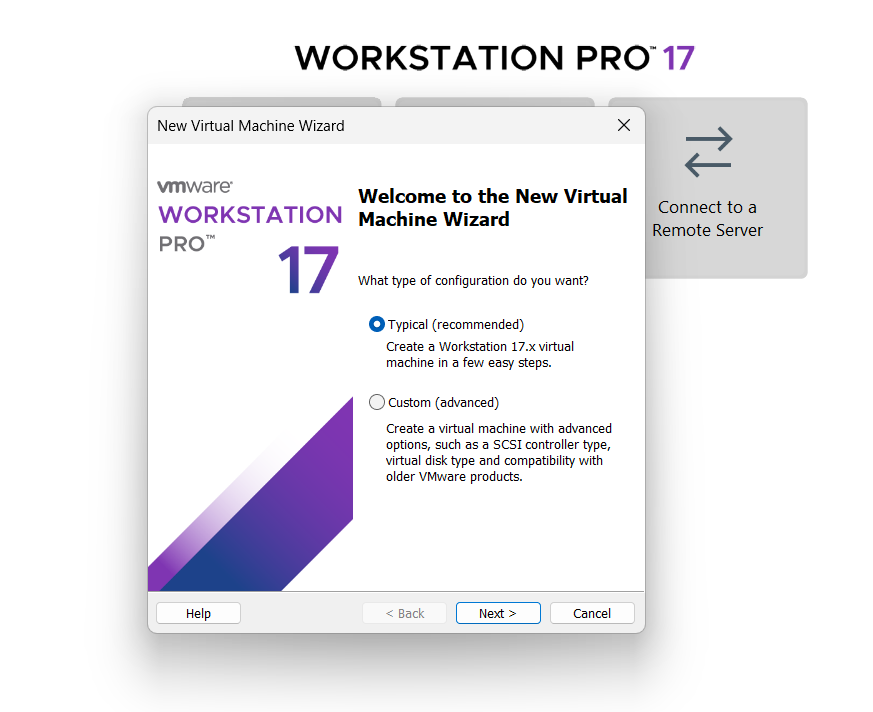 WORKSTATION PRO™ 17
New Virtual Machine Wizard
vmware®
WORKSTATION
PRO™
17
Welcome to the New Virtual
Machine Wizard
What type of configuration do you want?
Typical (recommended)
Create a Workstation 17.x virtual
machine in a few easy steps.
Custom (advanced)
Create a virtual machine with advanced
options, such as a SCSI controller type,
virtual disk type and compatibility with
older VMware products.
Help
< Back
Next >
Cancel
Connect to a
Remote Server